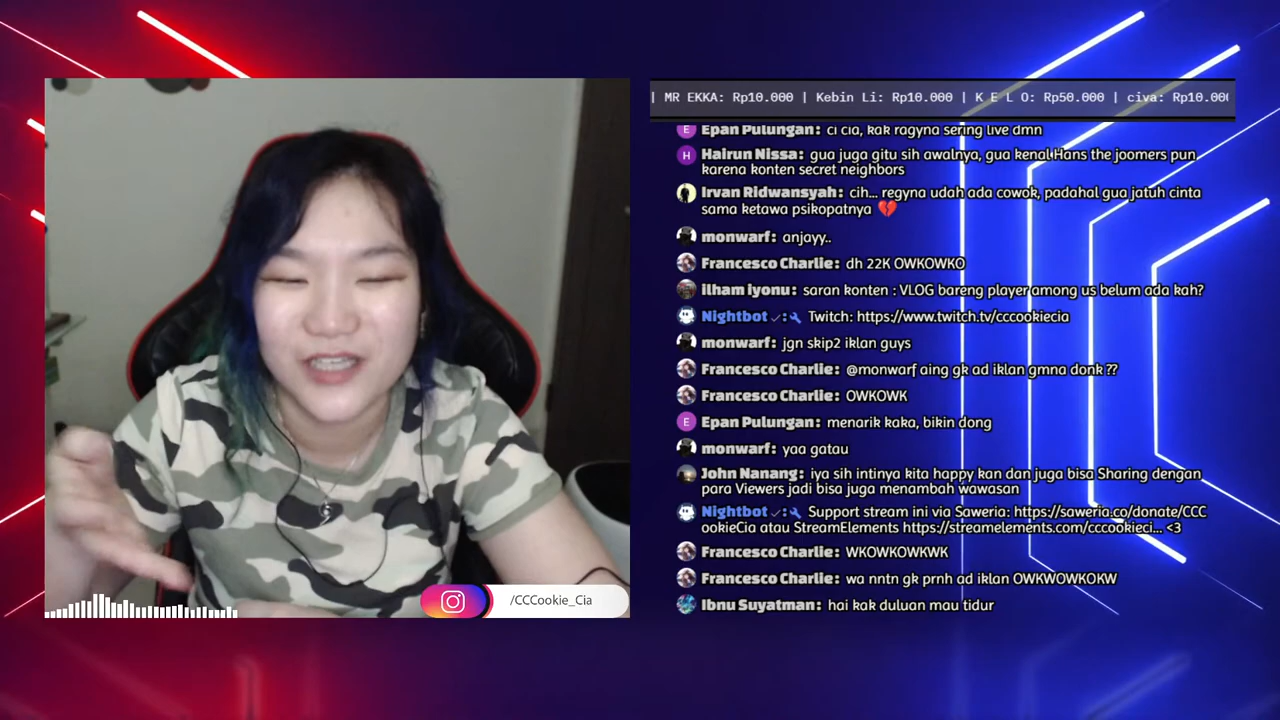 | MR EKKA: Rp10.000 | Kebin Li: Rp10.000 | K E L O: Rp50.000 | civa: Rp10.00
E Epan Pulungan: ci cia, kak ragyna sering live dmn
H Hairun Nissa: gua juga gitu sih awalnya, gua kenal Hans the joomers pun
karena konten secret neighbors
Irvan Ridwansyah: cih... regyna udah ada cowok, padahal gua jatuh cinta
sama ketawa psikopatnya 💔
monwarf: anjayy..
Francesco Charlie: dh 22K OWKOWKO
ilham iyonu: saran konten : VLOG bareng player among us belum ada kah?
Nightbot: Twitch: https://www.twitch.tv/cccookiecia
monwarf: jgn skip2 iklan guys
Francesco Charlie: @monwarf aing gk ad iklan gmna donk ??
Francesco Charlie: OWKOWK
E Epan Pulungan: menarik kaka, bikin dong
monwarf: yaa gatau
John Nanang: iya sih intinya kita happy kan dan juga bisa Sharing dengan
para Viewers jadi bisa juga menambah wawasan
Nightbot: Support stream ini via Saweria: https://saweria.co/donate/CCC
ookieCia atau StreamElements https://streamelements.com/cccookieci... <3
Francesco Charlie: WKOWKOWKWK
Francesco Charlie: wa nntn gk prnh ad iklan OWKWOWKOKW
Ibnu Suyatman: hai kak duluan mau tidur
/CCCookie_Cia